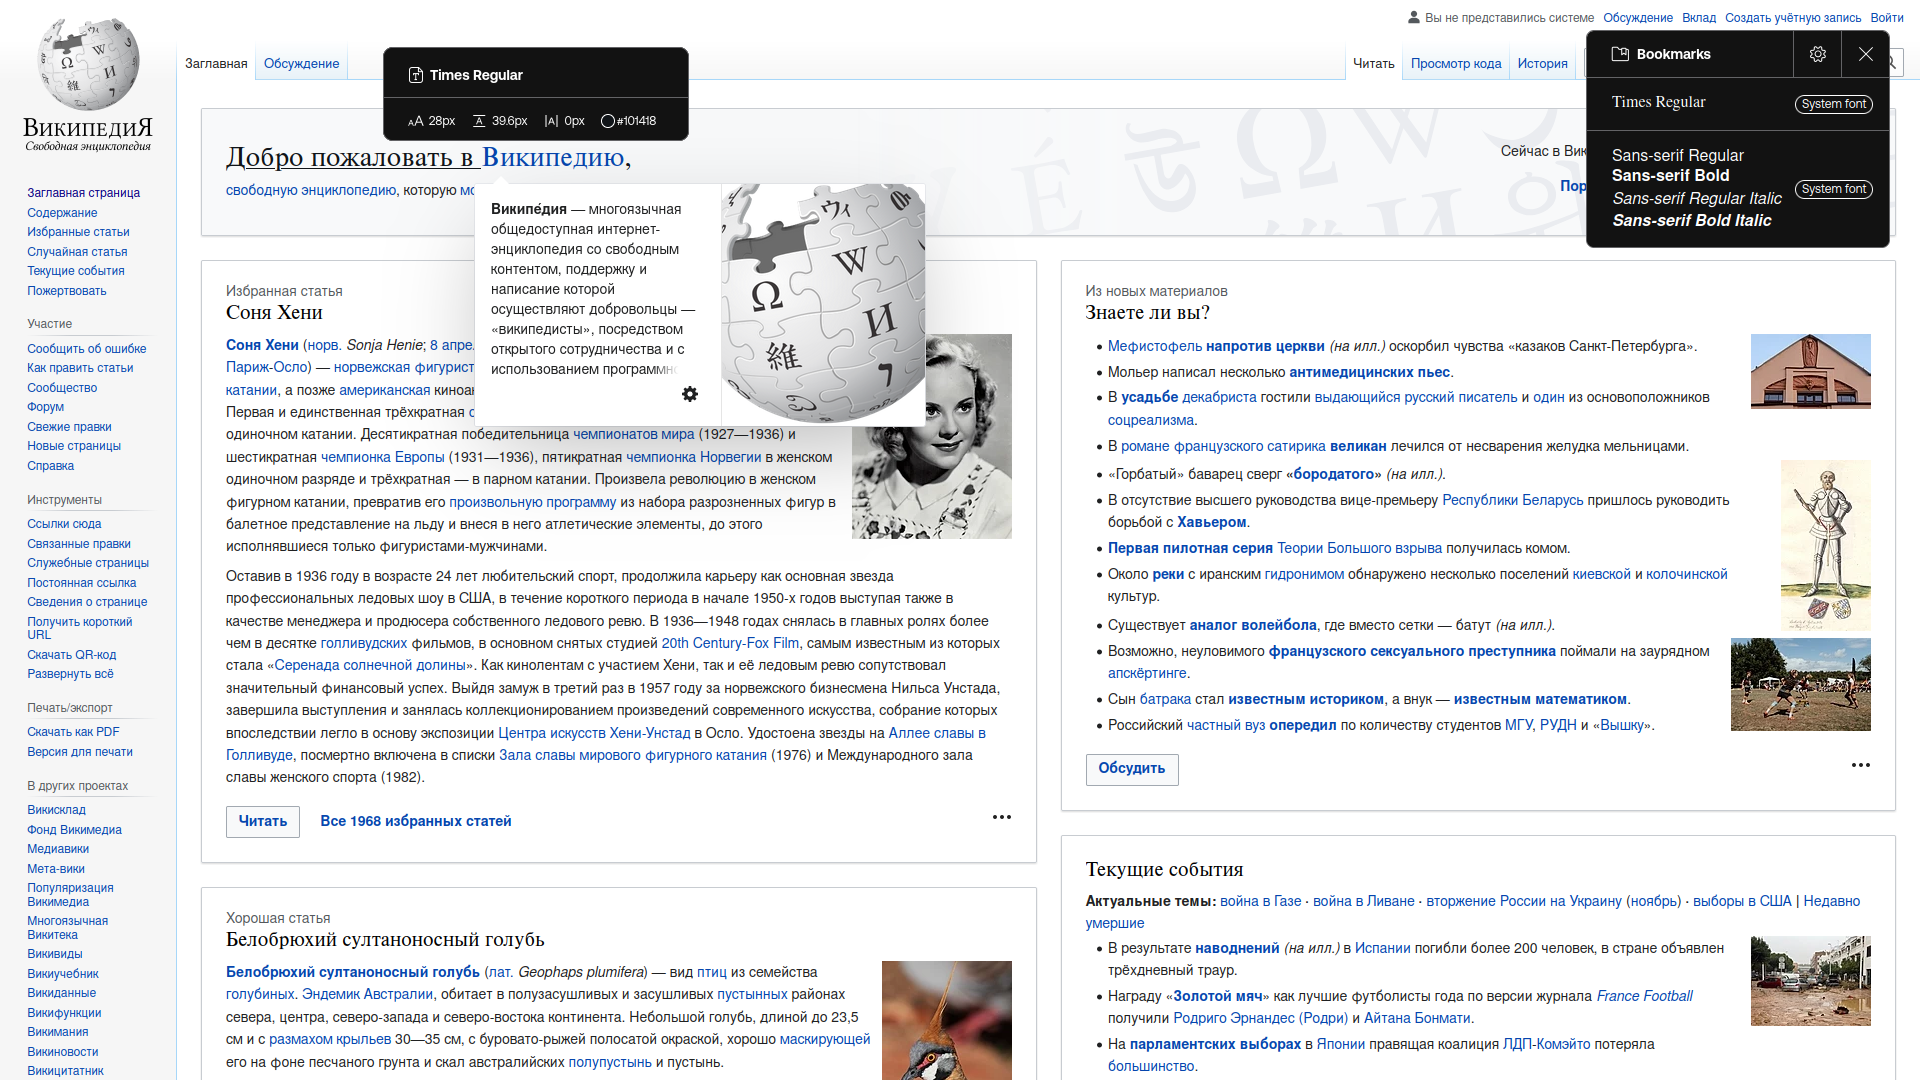 Вы не представились системе
Обсуждение
Вклад
Создать учётную запись
Войти
ВикипедиЯ
Свободная энциклопедия
Заглавная
Обсуждение
Читать
Просмотр кода
История
Times Regular
28px
39.6px
0px
#101418
Bookmarks
Times Regular
System font
Sans-serif Regular
Sans-serif Bold
Sans-serif Regular Italic
Sans-serif Bold Italic
System font
Добро пожаловать в Википедию,
свободную энциклопедию, которую
Сейчас в
Википе́дия — многоязычная
общедоступная интернет-
энциклопедия со свободным
контентом, поддержку и
написание которой
осуществляют добровольцы —
«википедисты», посредством
открытого сотрудничества и с
использованием
Заглавная страница
Содержание
Избранные статьи
Случайная статья
Текущие события
Пожертвовать
Участие
Сообщить об ошибке
Как править статьи
Сообщество
Форум
Свежие правки
Новые страницы
Справка
Инструменты
Ссылки сюда
Связанные правки
Служебные страницы
Постоянная ссылка
Сведения о странице
Получить короткий
URL
Скачать QR-код
Развернуть всё
Печать/экспорт
Скачать как PDF
Версия для печати
В других проектах
Викисклад
Фонд Викимедиа
Медиавики
Мета-вики
Популяризация
Викимедиа
Многоязычная
Викитека
Викивиды
Викиучебник
Викиданные
Викифункции
Викимания
Викиновости
Викицитатник
Избранная статья
Соня Хени
Соня Хени (норв. Sonja Henie; 8
Париж-Осло) — норвежская
катании, а позже американская
Первая и единственная трёхкратная
одиночном катании. Десятикратная победительница чемпионатов мира (1927—1936) и
шестикратная чемпионка Европы (1931—1936), пятикратная чемпионка Норвегии в женском
одиночном разряде и трёхкратная — в парном катании. Произвела революцию в женском
фигурном катании, превратив его произвольную программу из набора разрозненных фигур в
балетное представление на льду и внеся в него атлетические элементы, до этого
исполнявшиеся только фигуристами-мужчинами.
Оставив в 1936 году в возрасте 24 лет любительский спорт, продолжила карьеру как основная звезда
профессиональных ледовых шоу в США, в течение короткого периода в начале 1950-х годов выступая также в
качестве менеджера и продюсера собственного ледового ревю. В 1936—1948 годах снялась в главных ролях более
чем в десятке голливудских фильмов, в основном снятых студией 20th Century-Fox Film, самым известным из которых
стала «Серенада солнечной долины». Как кинолентам с участием Хени, так и её ледовым ревю сопутствовал
значительный финансовый успех. Выйдя замуж в третий раз в 1957 году за норвежского бизнесмена Нильса Унстада,
завершила выступления и занялась коллекционированием произведений современного искусства, собрание которых
впоследствии легло в основу экспозиции Центра искусств Хени-Унстад в Осло. Удостоена звезды на Аллее славы в
Голливуде, посмертно включена в списки Зала славы мирового фигурного катания (1976) и Международного зала
славы женского спорта (1982).
Читать
Все 1968 избранных статей
Хорошая статья
Белобрюхий султаноносный голубь
Белобрюхий султаноносный голубь (лат. Geophaps plumifera) — вид птиц из семейства
голубиных. Эндемик Австралии, обитает в полузасушливых и засушливых пустынных районах
севера, центра, северо-запада и северо-востока континента. Небольшой голубь, длиной до 23,5
см и с размахом крыльев 30—35 см, с буровато-рыжей полосатой окраской, хорошо маскирующей
его на фоне песчаного грунта и скал австралийских полупустынь и пустынь.
Из новых материалов
Знаете ли вы?
Мефистофель напротив церкви (на илл.) оскорбил чувства «казаков Санкт-Петербурга».
Мольер написал несколько антимедицинских пьес.
В усадьбе декабриста гостили выдающийся русский писатель и один из основоположников
соцреализма.
В романе французского сатирика великан лечился от несварения желудка мельницами.
«Горбатый» баварец сверг «бородатого» (на илл.).
В отсутствие высшего руководства вице-премьеру Республики Беларусь пришлось руководить
борьбой с Хавьером.
Первая пилотная серия Теории Большого взрыва получилась комом.
Около реки с иранским гидронимом обнаружено несколько поселений киевской и колочинской
культур.
Существует аналог волейбола, где вместо сетки — батут (на илл.).
Возможно, неуловимого французского сексуального преступника поймали на заурядном
апскёртинге.
Сын батрака стал известным историком, а внук — известным математиком.
Российский частный вуз опередил по количеству студентов МГУ, РУДН и «Вышку».
Обсудить
Текущие события
Актуальные темы: война в Газе · война в Ливане · вторжение России на Украину (ноябрь) · выборы в США | Недавно
умершие
В результате наводнений (на илл.) в Испании погибли более 200 человек, в стране объявлен
трёхдневный траур.
Награду «Золотой мяч» как лучшие футболисты года по версии журнала France Football
получили Родриго Эрнандес (Родри) и Айтана Бонмати.
На парламентских выборах в Японии правящая коалиция ЛДП-Комэйто потеряла
большинство.